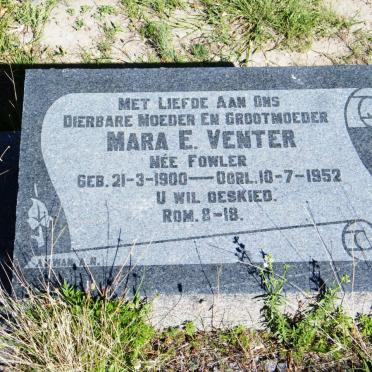 MET LIEFDE AAN ONS
DIERBARE MOEDER EN GROOTMOEDER
MARA E. VENTER
NÉE FOWLER
GEB. 21-3-1900 — OORL. 10-7-1952
U WIL GESKIED.
ROM. 8-18.